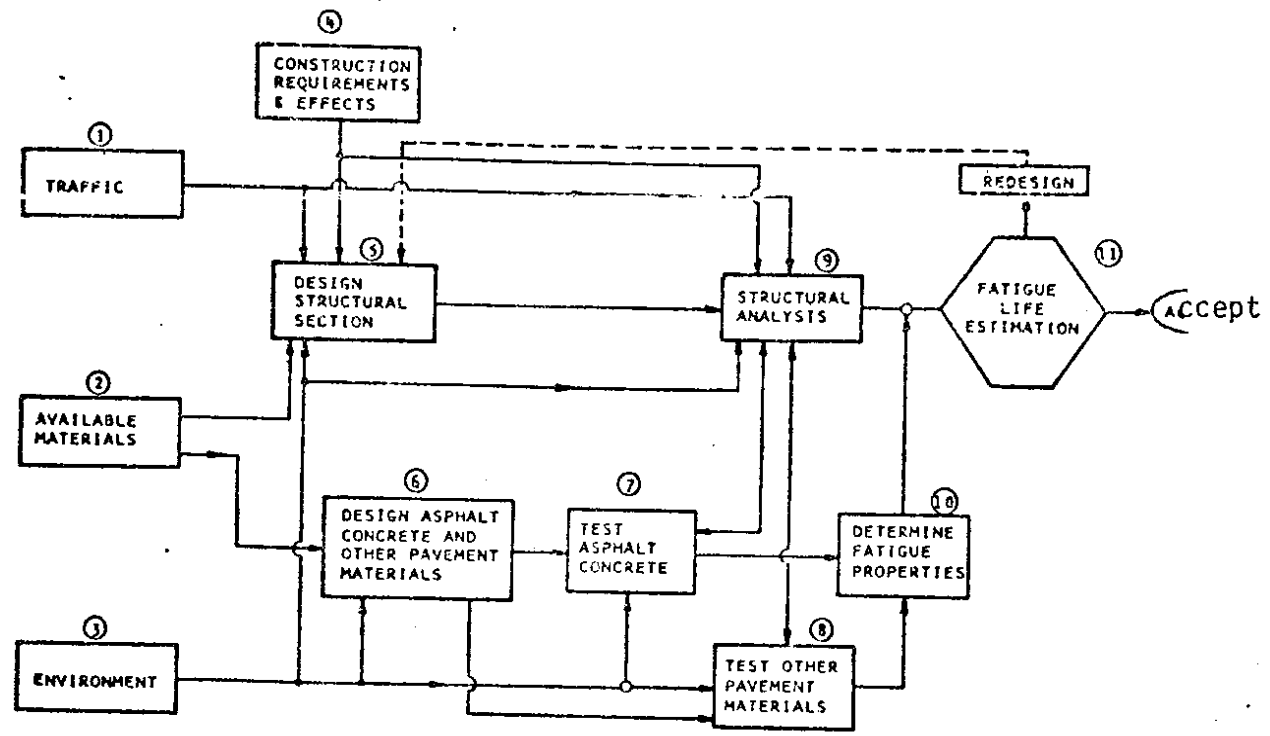 ④
CONSTRUCTION
REQUIREMENTS
& EFFECTS
①
TRAFFIC
REDESIGN
⑤
DESIGN
STRUCTURAL
SECTION
⑨
STRUCTURAL
ANALYSIS
⑪
FATIGUE
LIFE
ESTIMATION
Accept
②
AVAILABLE
MATERIALS
⑥
DESIGN ASPHALT
CONCRETE AND
OTHER PAVEMENT
MATERIALS
⑦
TEST
ASPHALT
CONCRETE
⑩
DETERMINE
FATIGUE
PROPERTIES
③
ENVIRONMENT
⑧
TEST OTHER
PAVEMENT
MATERIALS